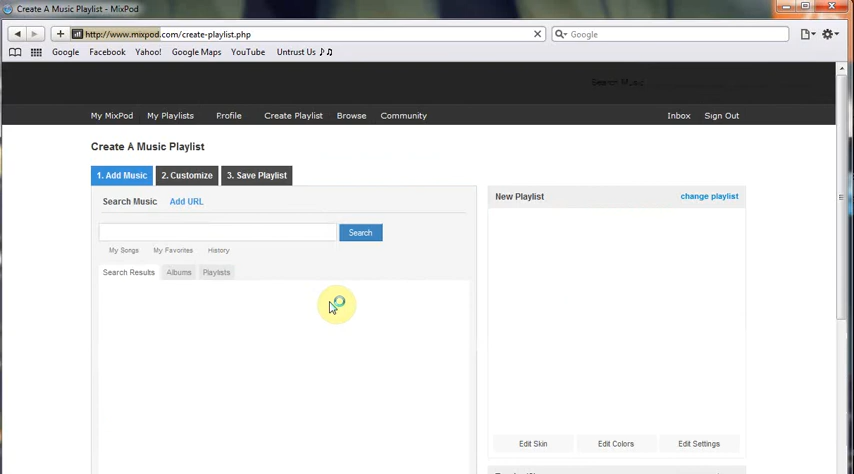 Create A Music Playlist - MixPod
http://www.mixpod.com/create-playlist.php
Google
Google Facebook Yahoo! Google Maps YouTube Untrust Us ♪♫
Search Music
My MixPod My Playlists Profile Create Playlist Browse Community Inbox Sign Out
Create A Music Playlist
1. Add Music 2. Customize 3. Save Playlist
Search Music Add URL
Search
My Songs My Favorites History
Search Results Albums Playlists
New Playlist change playlist
Edit Skin Edit Colors Edit Settings